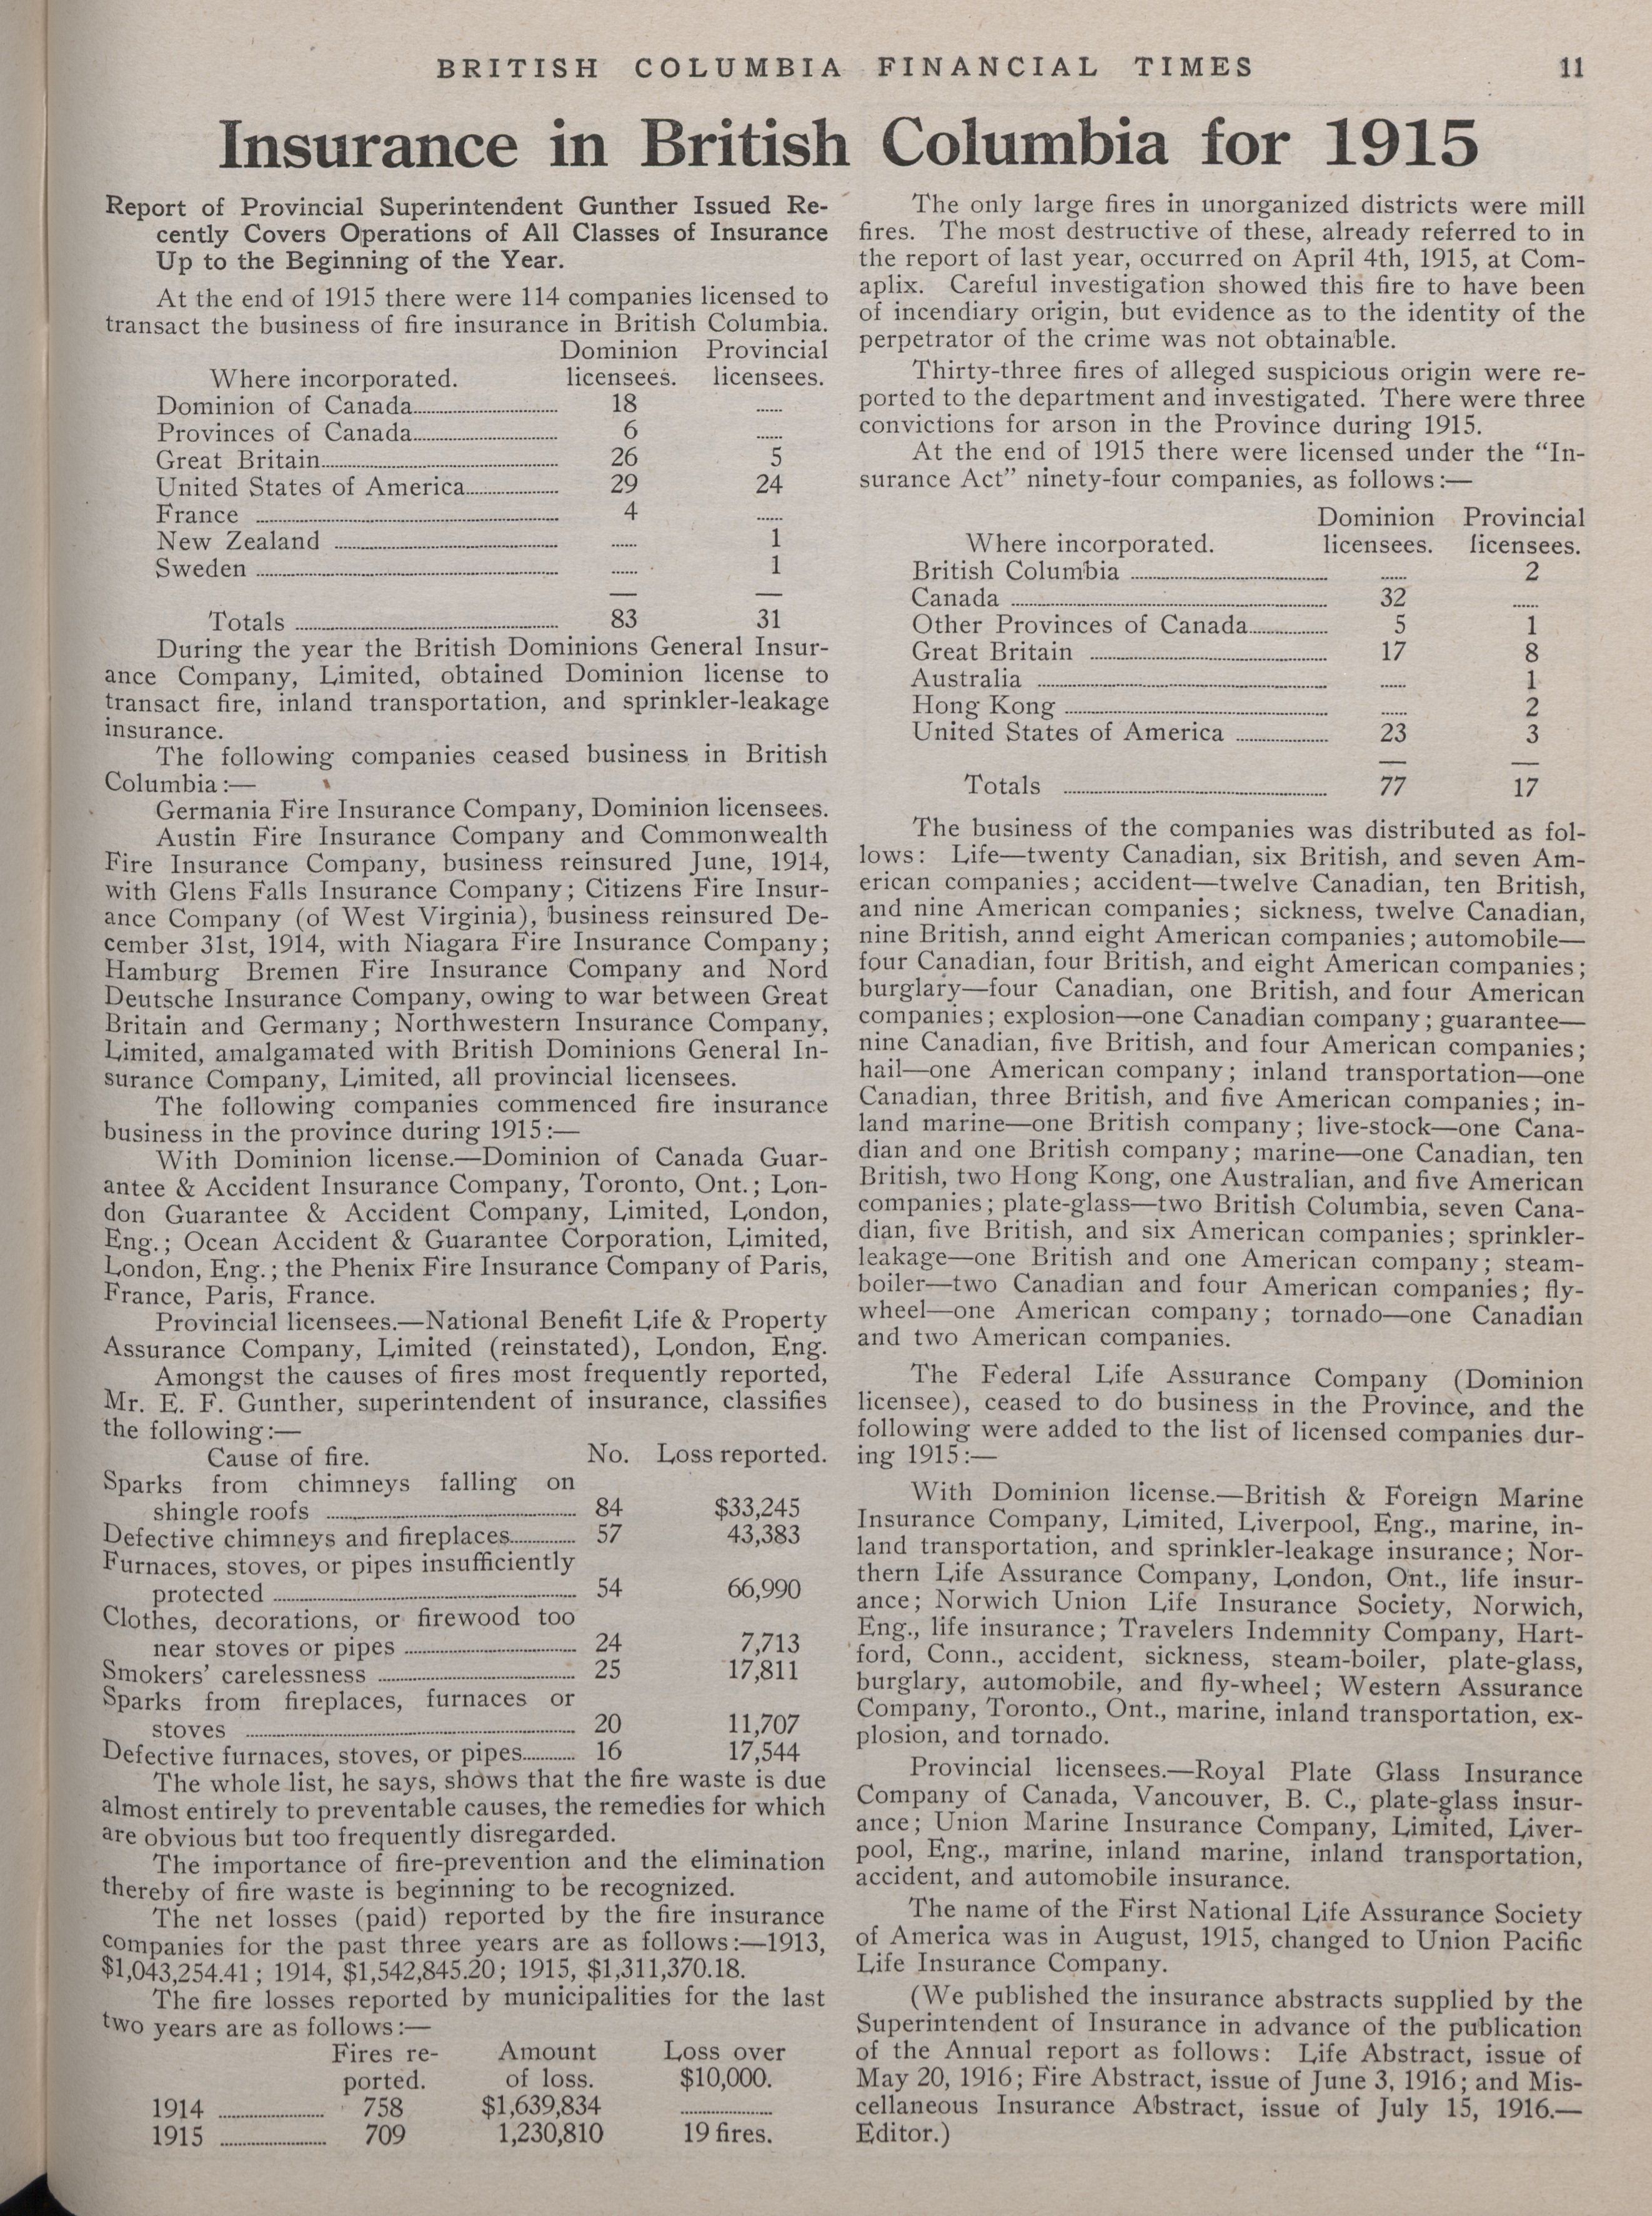 BRITISH COLUMBIA FINANCIAL TIMES 11
Insurance in British Columbia for 1915
Report of Provincial Superintendent Gunther Issued Re-
cently Covers Operations of All Classes of Insurance
Up to the Beginning of the Year.
At the end of 1915 there were 114 companies licensed to
transact the business of fire insurance in British Columbia.
Dominion Provincial
Where incorporated. licensees. licensees.
Dominion of Canada 18 ......
Provinces of Canada 6 ......
Great Britain 26 5
United States of America 29 24
France 4 ......
New Zealand ...... 1
Sweden ...... 1
Totals 83 31
During the year the British Dominions General Insur-
ance Company, Limited, obtained Dominion license to
transact fire, inland transportation, and sprinkler-leakage
insurance.
The following companies ceased business in British
Columbia:—
Germania Fire Insurance Company, Dominion licensees.
Austin Fire Insurance Company and Commonwealth
Fire Insurance Company, business reinsured June, 1914,
with Glens Falls Insurance Company; Citizens Fire Insur-
ance Company (of West Virginia), business reinsured De-
cember 31st, 1914, with Niagara Fire Insurance Company;
Hamburg Bremen Fire Insurance Company and Nord
Deutsche Insurance Company, owing to war between Great
Britain and Germany; Northwestern Insurance Company,
Limited, amalgamated with British Dominions General In-
surance Company, Limited, all provincial licensees.
The following companies commenced fire insurance
business in the province during 1915:—
With Dominion license.—Dominion of Canada Guar-
antee & Accident Insurance Company, Toronto, Ont.; Lon-
don Guarantee & Accident Company, Limited, London,
Eng.; Ocean Accident & Guarantee Corporation, Limited,
London, Eng.; the Phenix Fire Insurance Company of Paris,
France, Paris, France.
Provincial licensees.—National Benefit Life & Property
Assurance Company, Limited (reinstated), London, Eng.
Amongst the causes of fires most frequently reported,
Mr. E. F. Gunther, superintendent of insurance, classifies
the following:—
Cause of fire. No. Loss reported.
Sparks from chimneys falling on
shingle roofs 84 $33,245
Defective chimneys and fireplaces 57 43,383
Furnaces, stoves, or pipes insufficiently
protected 54 66,990
Clothes, decorations, or firewood too
near stoves or pipes 24 7,713
Smokers' carelessness 25 17,811
Sparks from fireplaces, furnaces or
stoves 20 11,707
Defective furnaces, stoves, or pipes 16 17,544
The whole list, he says, shows that the fire waste is due
almost entirely to preventable causes, the remedies for which
are obvious but too frequently disregarded.
The importance of fire-prevention and the elimination
thereby of fire waste is beginning to be recognized.
The net losses (paid) reported by the fire insurance
companies for the past three years are as follows:—1913,
$1,043,254.41; 1914, $1,542,845.20; 1915, $1,311,370.18.
The fire losses reported by municipalities for the last
two years are as follows:—
Fires re- Amount Loss over
ported. of loss. $10,000.
1914 758 $1,639,834 ......
1915 709 1,230,810 19 fires.
The only large fires in unorganized districts were mill
fires. The most destructive of these, already referred to in
the report of last year, occurred on April 4th, 1915, at Com-
aplix. Careful investigation showed this fire to have been
of incendiary origin, but evidence as to the identity of the
perpetrator of the crime was not obtainable.
Thirty-three fires of alleged suspicious origin were re-
ported to the department and investigated. There were three
convictions for arson in the Province during 1915.
At the end of 1915 there were licensed under the "In-
surance Act" ninety-four companies, as follows:—
Dominion Provincial
Where incorporated. licensees. licensees.
British Columbia ...... 2
Canada 32 ......
Other Provinces of Canada 5 1
Great Britain 17 8
Australia ...... 1
Hong Kong ...... 2
United States of America 23 3
Totals 77 17
The business of the companies was distributed as fol-
lows: Life—twenty Canadian, six British, and seven Am-
erican companies; accident—twelve Canadian, ten British,
and nine American companies; sickness, twelve Canadian,
nine British, annd eight American companies; automobile—
four Canadian, four British, and eight American companies;
burglary—four Canadian, one British, and four American
companies; explosion—one Canadian company; guarantee—
nine Canadian, five British, and four American companies;
hail—one American company; inland transportation—one
Canadian, three British, and five American companies; in-
land marine—one British company; live-stock—one Cana-
dian and one British company; marine—one Canadian, ten
British, two Hong Kong, one Australian, and five American
companies; plate-glass—two British Columbia, seven Cana-
dian, five British, and six American companies; sprinkler-
leakage—one British and one American company; steam-
boiler—two Canadian and four American companies; fly-
wheel—one American company; tornado—one Canadian
and two American companies.
The Federal Life Assurance Company (Dominion
licensee), ceased to do business in the Province, and the
following were added to the list of licensed companies dur-
ing 1915:—
With Dominion license.—British & Foreign Marine
Insurance Company, Limited, Liverpool, Eng., marine, in-
land transportation, and sprinkler-leakage insurance; Nor-
thern Life Assurance Company, London, Ont., life insur-
ance; Norwich Union Life Insurance Society, Norwich,
Eng., life insurance; Travelers Indemnity Company, Hart-
ford, Conn., accident, sickness, steam-boiler, plate-glass,
burglary, automobile, and fly-wheel; Western Assurance
Company, Toronto., Ont., marine, inland transportation, ex-
plosion, and tornado.
Provincial licensees.—Royal Plate Glass Insurance
Company of Canada, Vancouver, B. C., plate-glass insur-
ance; Union Marine Insurance Company, Limited, Liver-
pool, Eng., marine, inland marine, inland transportation,
accident, and automobile insurance.
The name of the First National Life Assurance Society
of America was in August, 1915, changed to Union Pacific
Life Insurance Company.
(We published the insurance abstracts supplied by the
Superintendent of Insurance in advance of the publication
of the Annual report as follows: Life Abstract, issue of
May 20, 1916; Fire Abstract, issue of June 3, 1916; and Mis-
cellaneous Insurance Abstract, issue of July 15, 1916.—
Editor.)